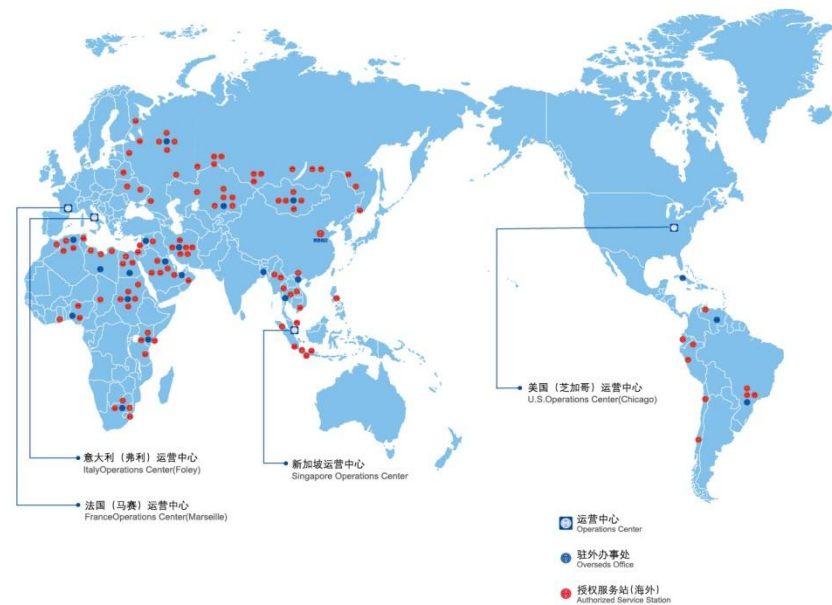 美国（芝加哥）运营中心
U.S.Operations Center(Chicago)
意大利（弗利）运营中心
ItalyOperations Center(Foley)
新加坡运营中心
Singapore Operations Center
法国（马赛）运营中心
FranceOperations Center(Marseille)
运营中心
Operations Center
驻外办事处
Overseds Office
授权服务站(海外)
Authorized Service Station